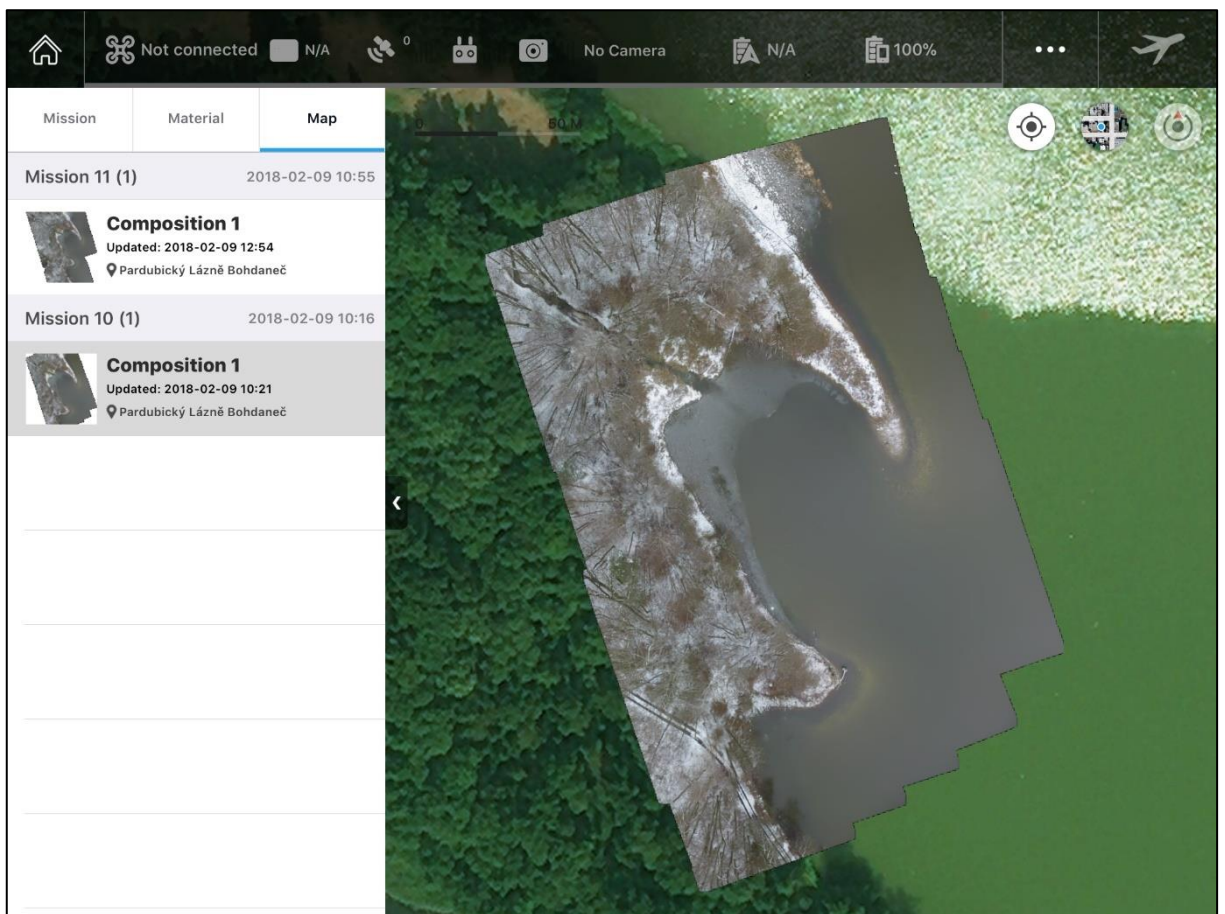 Not connected N/A 0 No Camera N/A 100%
Mission Material Map
0 50 M
Mission 11 (1) 2018-02-09 10:55
Composition 1
Updated: 2018-02-09 12:54
Pardubický Lázně Bohdaneč
Mission 10 (1) 2018-02-09 10:16
Composition 1
Updated: 2018-02-09 10:21
Pardubický Lázně Bohdaneč